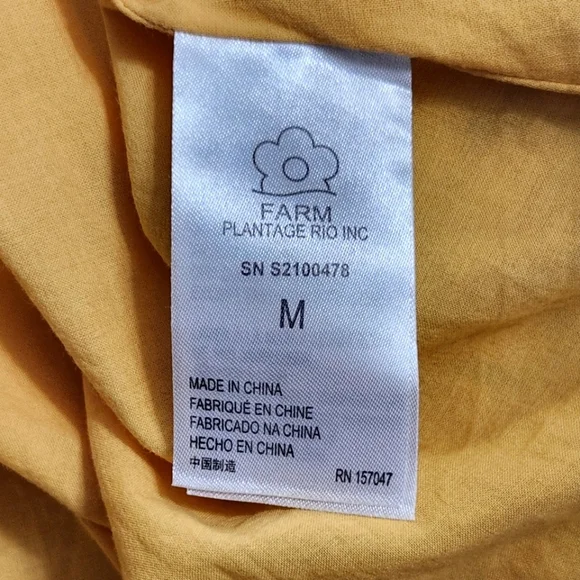 FARM
PLANTAGE RIO INC
SN S2100478
M
MADE IN CHINA
FABRIQUÉ EN CHINE
FABRICADO NA CHINA
HECHO EN CHINA
中国制造
RN 157047